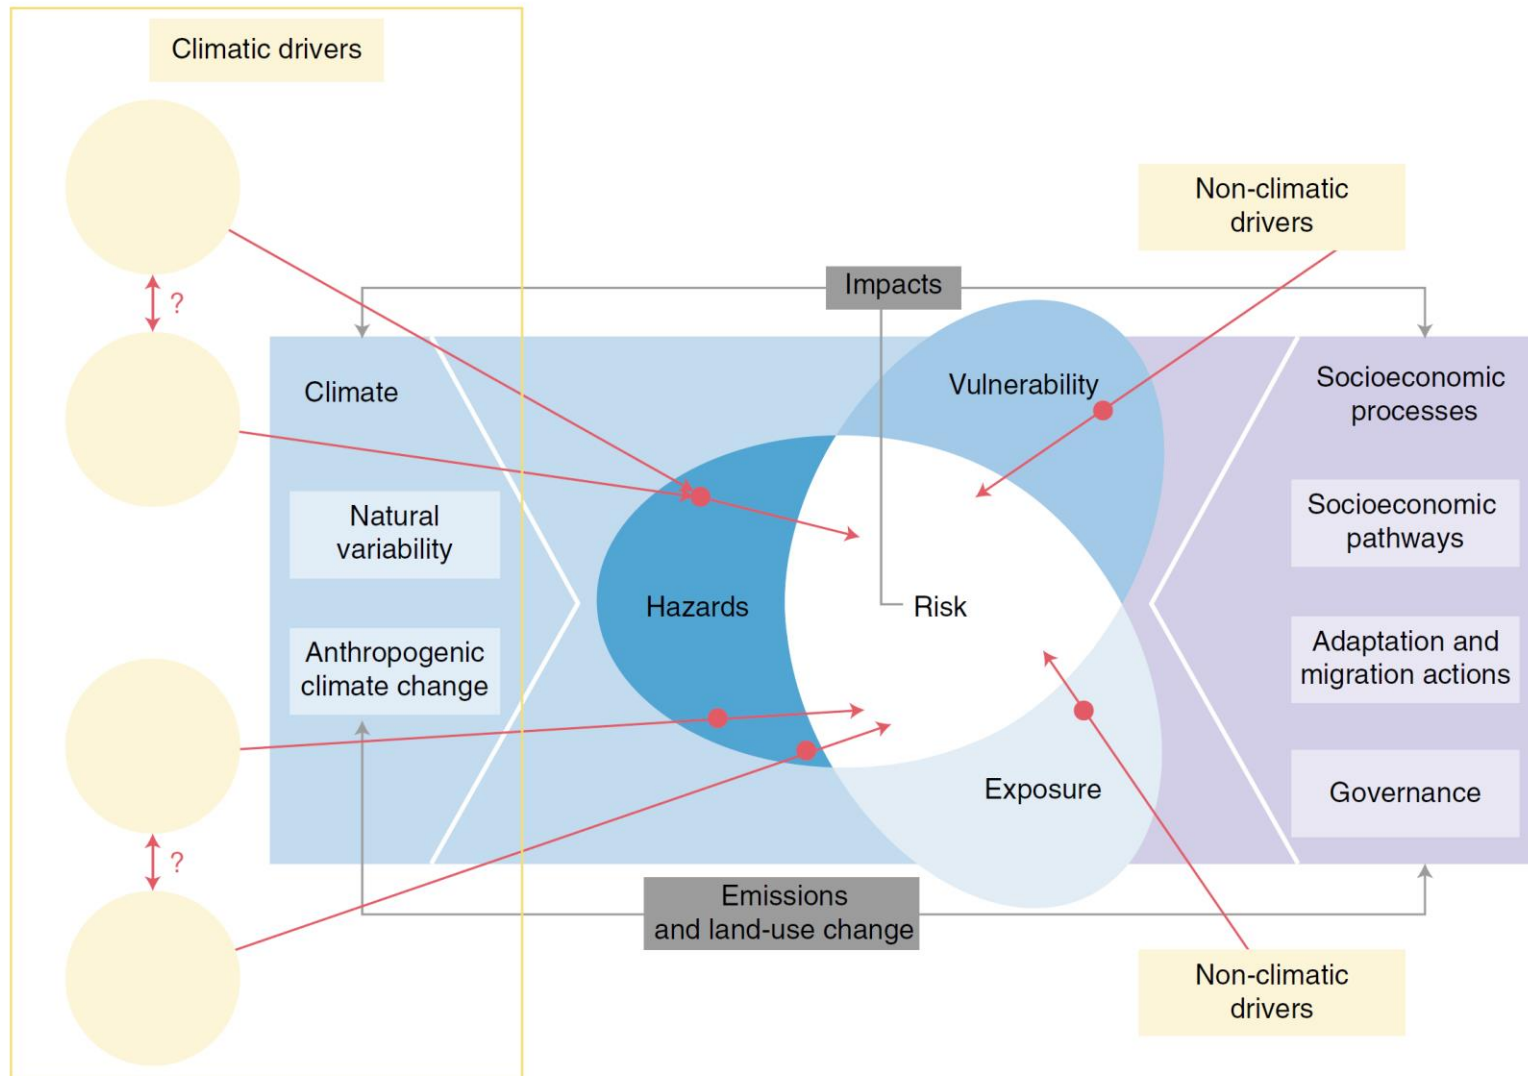 Climatic drivers
?
?
Non-climatic
drivers
Impacts
Climate
Natural
variability
Anthropogenic
climate change
Vulnerability
Hazards
Risk
Exposure
Socioeconomic
processes
Socioeconomic
pathways
Adaptation and
migration actions
Governance
Emissions
and land-use change
Non-climatic
drivers